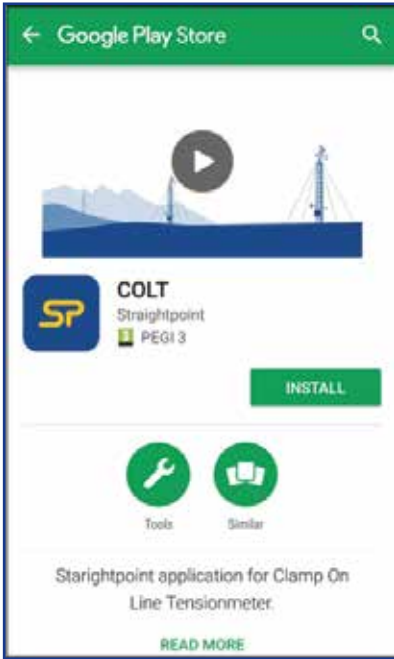 Google Play Store
SP
COLT
Straightpoint
3 PEGI 3
INSTALL
Tools
Similar
Starightpoint application for Clamp On
Line Tensionmeter.
READ MORE